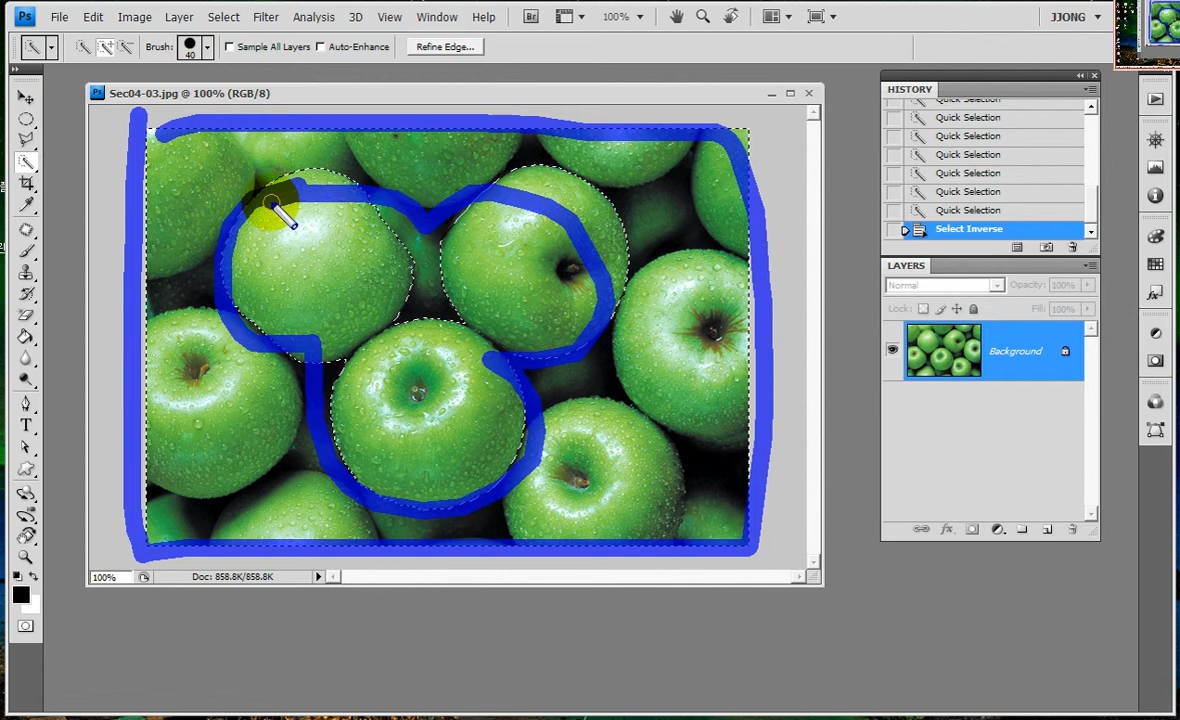 Ps File Edit Image Layer Select Filter Analysis 3D View Window Help Br 100% JJONG
Brush: 40 Sample All Layers Auto-Enhance Refine Edge...
Ps Sec04-03.jpg @ 100% (RGB/8)
HISTORY
Quick Selection
Quick Selection
Quick Selection
Quick Selection
Quick Selection
Quick Selection
Quick Selection
Select Inverse
LAYERS
Normal Opacity: 100%
Lock: Fill: 100%
Background
T
fx
100% Doc: 858.8K/858.8K